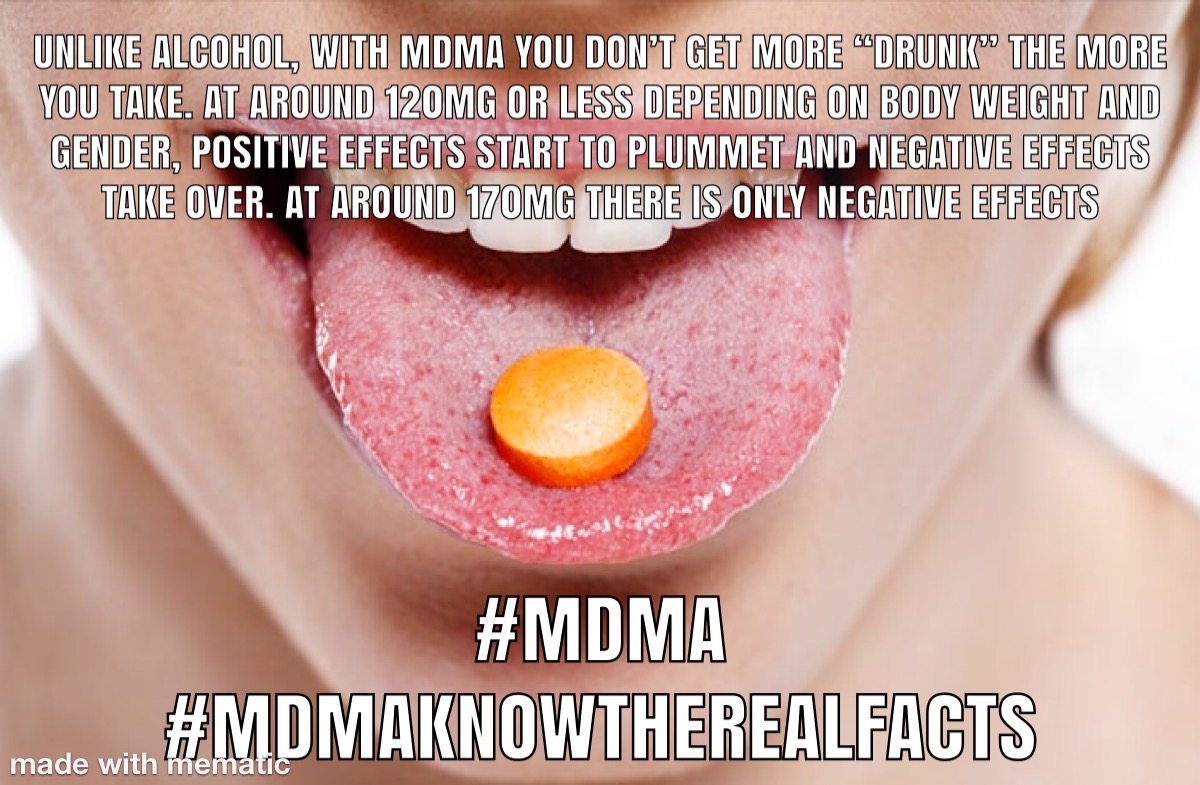 UNLIKE ALCOHOL, WITH MDMA YOU DON’T GET MORE “DRUNK” THE MORE
YOU TAKE. AT AROUND 120MG OR LESS DEPENDING ON BODY WEIGHT AND
GENDER, POSITIVE EFFECTS START TO PLUMMET AND NEGATIVE EFFECTS
TAKE OVER. AT AROUND 170MG THERE IS ONLY NEGATIVE EFFECTS
#MDMA
#MDMAKNOWTHEREALFACTS
made with mematic